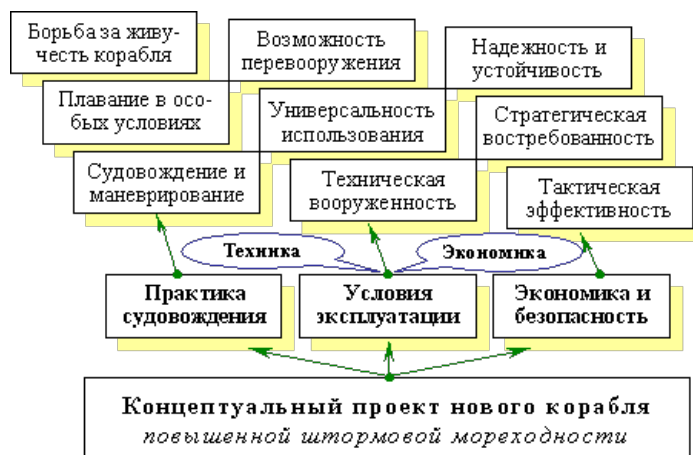 Борьба за живу-
честь корабля
Возможность
перевооружения
Надежность и
устойчивость
Плавание в осо-
бых условиях
Универсальность
использования
Стратегическая
востребованность
Судовождение и
маневрирование
Техническая
вооруженность
Тактическая
эффективность
Техника
Экономика
Практика
судовождения
Условия
эксплуатации
Экономика и
безопасность
Концептуальный проект нового корабля
повышенной штормовой мореходности